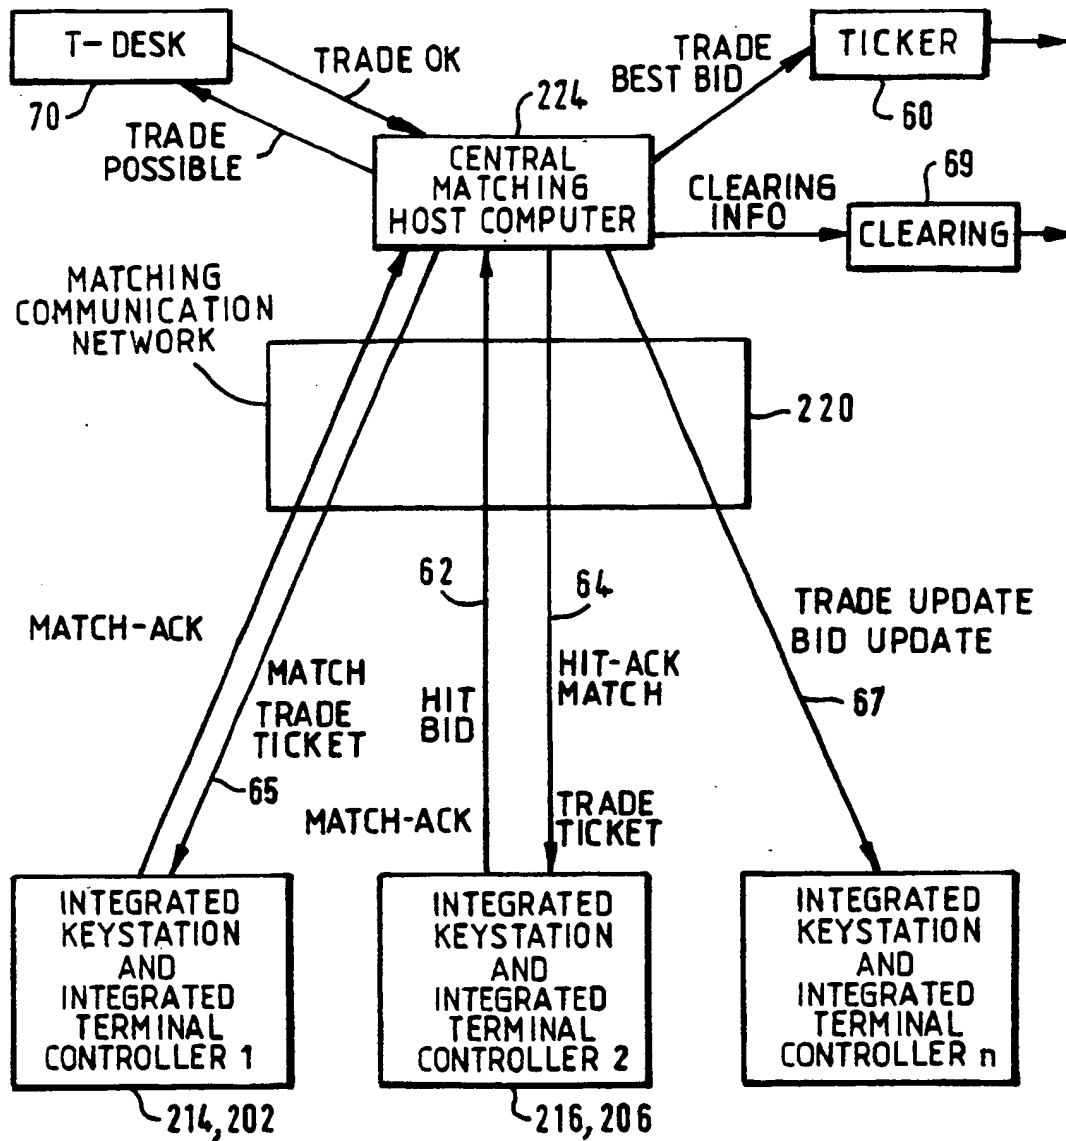 T-DESK
70
TRADE OK
TRADE
POSSIBLE
224
CENTRAL
MATCHING
HOST COMPUTER
TRADE
BEST BID
TICKER
60
CLEARING
INFO
69
CLEARING
MATCHING
COMMUNICATION
NETWORK
220
MATCH-ACK
MATCH
TRADE
TICKET
65
62
HIT
BID
MATCH-ACK
64
HIT-ACK
MATCH
TRADE
TICKET
TRADE UPDATE
BID UPDATE
67
INTEGRATED
KEYSTATION
AND
INTEGRATED
TERMINAL
CONTROLLER 1
214,202
INTEGRATED
KEYSTATION
AND
INTEGRATED
TERMINAL
CONTROLLER 2
216,206
INTEGRATED
KEYSTATION
AND
INTEGRATED
TERMINAL
CONTROLLER n